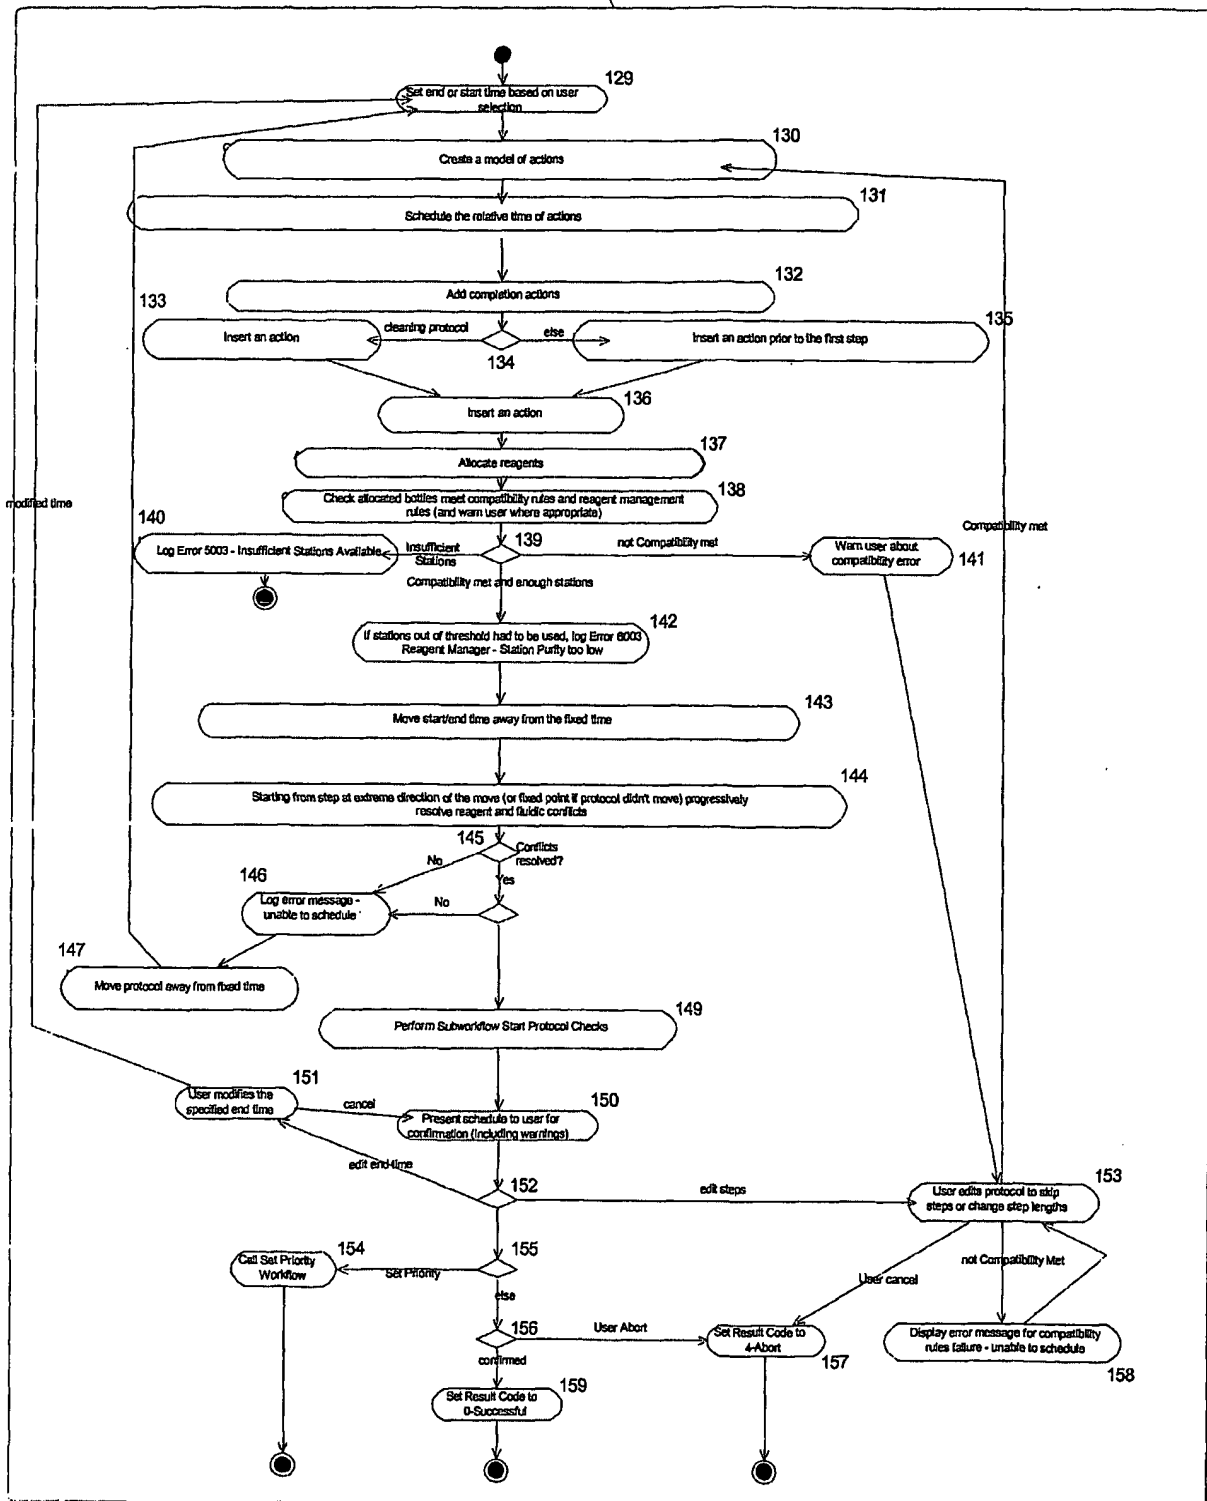 129
Set end or start time based on user
selection
130
Create a model of actions
131
Schedule the relative time of actions
132
Add completion actions
133
Insert an action
cleaning protocol
else
134
135
Insert an action prior to the first step
136
Insert an action
137
Allocate reagents
138
Check allocated bottles meet compatibility rules and reagent management
rules (and warn user where appropriate)
modified time
Compatibility met
140
Log Error 5003 - Insufficient Stations Available
Insufficient
Stations
139
not Compatibility met
Warn user about
compatibility error
141
Compatibility met and enough stations
142
If stations out of threshold had to be used, log Error 6003
Reagent Manager - Station Purity too low
143
Move start/end time away from the fixed time
144
Starting from step at extreme direction of the move (or fixed point if protocol didn't move) progressively
resolve reagent and fluidic conflicts
145
Conflicts
resolved?
No
Yes
146
Log error message -
unable to schedule '
No
147
Move protocol away from fixed time
149
Perform Subworkflow Start Protocol Checks
151
User modifies the
specified end time
cancel
150
Present schedule to user for
confirmation (including warnings)
edit end-time
152
edit steps
153
User edits protocol to skip
steps or change step lengths
154
Call Set Priority
Workflow
Set Priority
155
else
not Compatibility Met
User cancel
156
User Abort
Set Result Code to
4-Abort
157
Display error message for compatibility
rules failure - unable to schedule
158
confirmed
159
Set Result Code to
0-Successful